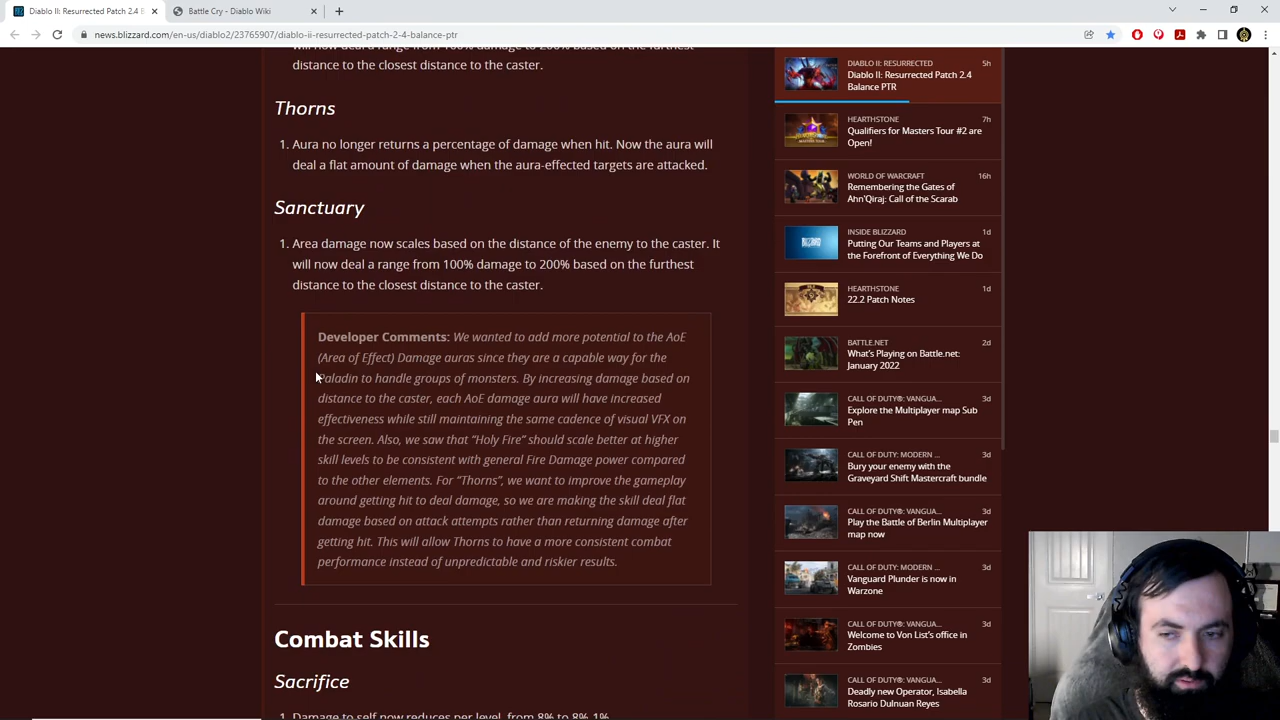 Diablo II: Resurrected Patch 2.4 B
Battle Cry - Diablo Wiki
news.blizzard.com/en-us/diablo2/23765907/diablo-ii-resurrected-patch-2-4-balance-ptr
will now deal a range from 100% damage to 200% based on the furthest
distance to the closest distance to the caster.
Thorns
1. Aura no longer returns a percentage of damage when hit. Now the aura will
deal a flat amount of damage when the aura-effected targets are attacked.
Sanctuary
1. Area damage now scales based on the distance of the enemy to the caster. It
will now deal a range from 100% damage to 200% based on the furthest
distance to the closest distance to the caster.
Developer Comments: We wanted to add more potential to the AoE
(Area of Effect) Damage auras since they are a capable way for the
Paladin to handle groups of monsters. By increasing damage based on
distance to the caster, each AoE damage aura will have increased
effectiveness while still maintaining the same cadence of visual VFX on
the screen. Also, we saw that “Holy Fire” should scale better at higher
skill levels to be consistent with general Fire Damage power compared
to the other elements. For “Thorns”, we want to improve the gameplay
around getting hit to deal damage, so we are making the skill deal flat
damage based on attack attempts rather than returning damage after
getting hit. This will allow Thorns to have a more consistent combat
performance instead of unpredictable and riskier results.
Combat Skills
Sacrifice
1. Damage to self now reduces per level, from 8% to 8%-1%
DIABLO II: RESURRECTED 5h
Diablo II: Resurrected Patch 2.4
Balance PTR
HEARTHSTONE 7h
Qualifiers for Masters Tour #2 are
Open!
WORLD OF WARCRAFT 16h
Remembering the Gates of
Ahn'Qiraj: Call of the Scarab
INSIDE BLIZZARD 1d
Putting Our Teams and Players at
the Forefront of Everything We Do
HEARTHSTONE 1d
22.2 Patch Notes
BATTLE.NET 2d
What's Playing on Battle.net:
January 2022
CALL OF DUTY®: VANGUA... 3d
Explore the Multiplayer map Sub
Pen
CALL OF DUTY: MODERN ... 3d
Bury your enemy with the
Graveyard Shift Mastercraft bundle
CALL OF DUTY®: VANGUA... 3d
Play the Battle of Berlin Multiplayer
map now
CALL OF DUTY: MODERN ... 3d
Vanguard Plunder is now in
Warzone
CALL OF DUTY®: VANGUA... 3d
Welcome to Von List's office in
Zombies
CALL OF DUTY®: VANGUA... 3d
Deadly new Operator, Isabella
Rosario Dulnuan Reyes